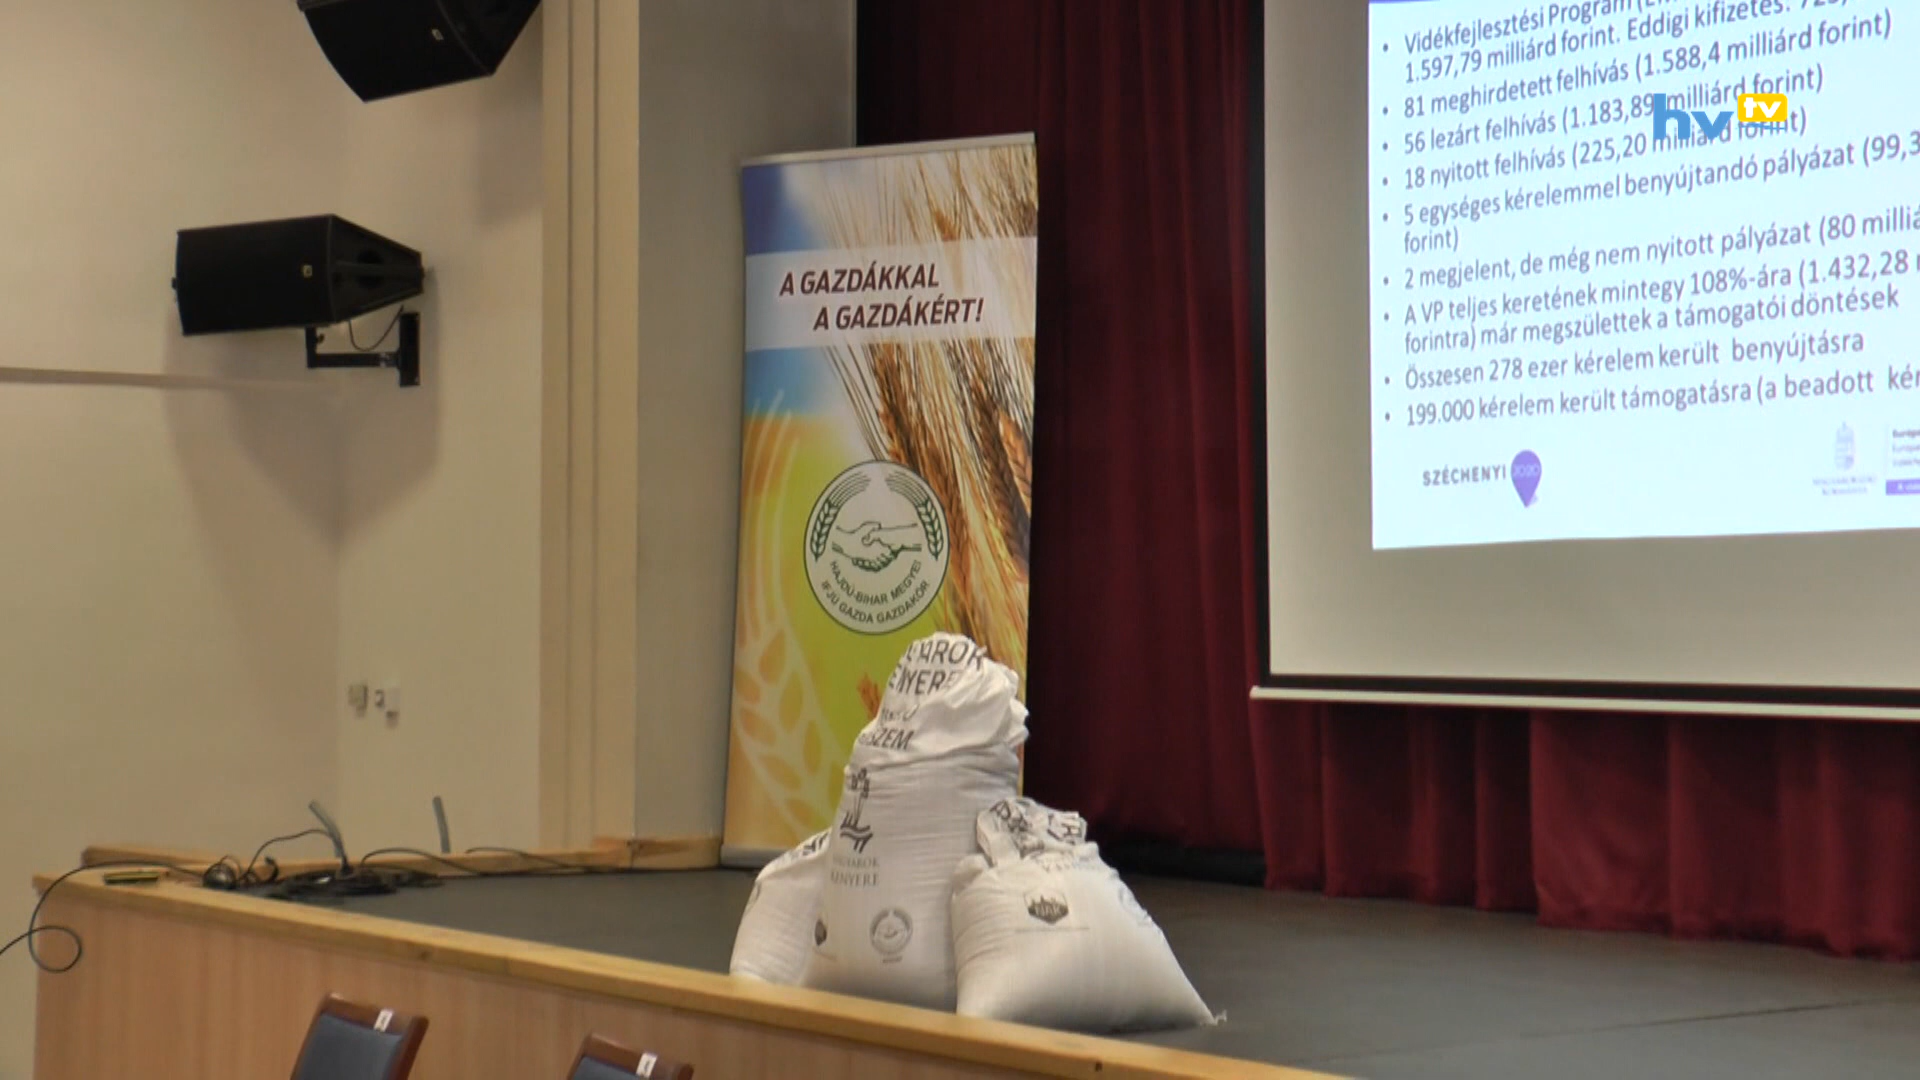 • Vidékfejlesztési Program
1.597,79 milliárd forint. Eddigi kifizetés:
• 81 meghirdetett felhívás (1.588,4 milliárd forint)
• 56 lezárt felhívás (1.183,89 milliárd forint)
• 18 nyitott felhívás (225,20 milliárd forint)
• 5 egységes kérelemmel benyújtandó pályázat (99,3
forint)
• 2 megjelent, de még nem nyitott pályázat (80 milliá
• A VP teljes keretének mintegy 108%-ára (1.432,28
forintra) már megszülettek a támogatói döntések
• Összesen 278 ezer kérelem került benyújtásra
• 199.000 kérelem került támogatásra (a beadott kér
SZÉCHENYI 2020
hv tv
A GAZDÁKKAL
A GAZDÁKÉRT!
HAJDÚ-BIHAR MEGYEI
IFJÚ GAZDA GAZDAKÖR
KENYERE
NAK